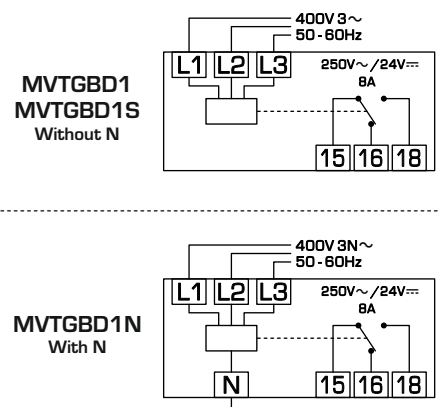 400V 3~
50-60Hz
L1 L2 L3
250V~/24V⎓
8A
MVTGBD1
MVTGBD1S
Without N
15 16 18
400V 3N~
50-60Hz
L1 L2 L3
250V~/24V⎓
8A
MVTGBD1N
With N
N
15 16 18